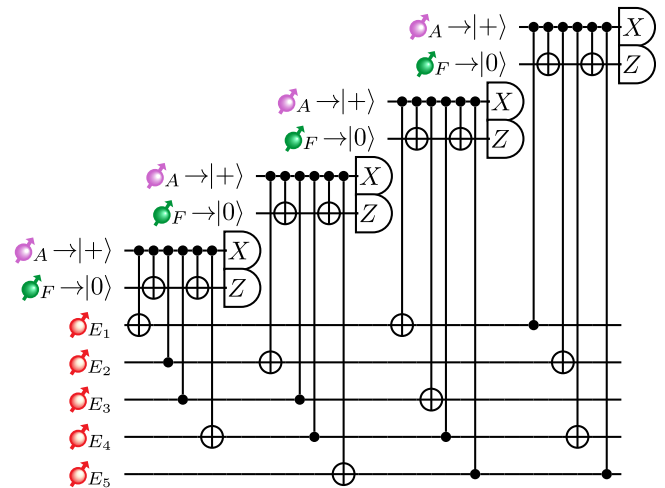 A →|+⟩ X
F →|0⟩ Z
A →|+⟩ X
F →|0⟩ Z
A →|+⟩ X
F →|0⟩ Z
A →|+⟩ X
F →|0⟩ Z
E₁
E₂
E₃
E₄
E₅